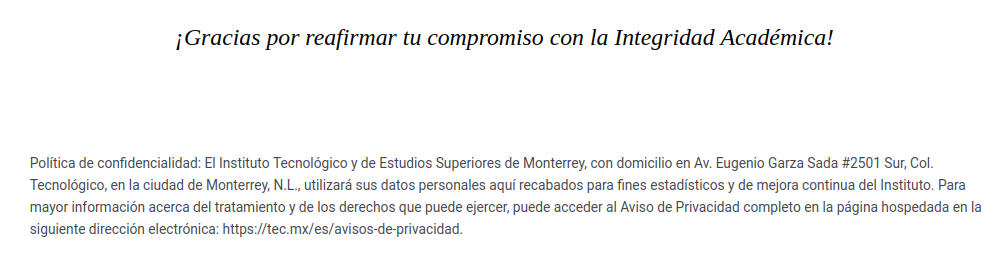 ¡Gracias por reafirmar tu compromiso con la Integridad Académica!
Política de confidencialidad: El Instituto Tecnológico y de Estudios Superiores de Monterrey, con domicilio en Av. Eugenio Garza Sada #2501 Sur, Col.
Tecnológico, en la ciudad de Monterrey, N.L., utilizará sus datos personales aquí recabados para fines estadísticos y de mejora continua del Instituto. Para
mayor información acerca del tratamiento y de los derechos que puede ejercer, puede acceder al Aviso de Privacidad completo en la página hospedada en la
siguiente dirección electrónica: https://tec.mx/es/avisos-de-privacidad.